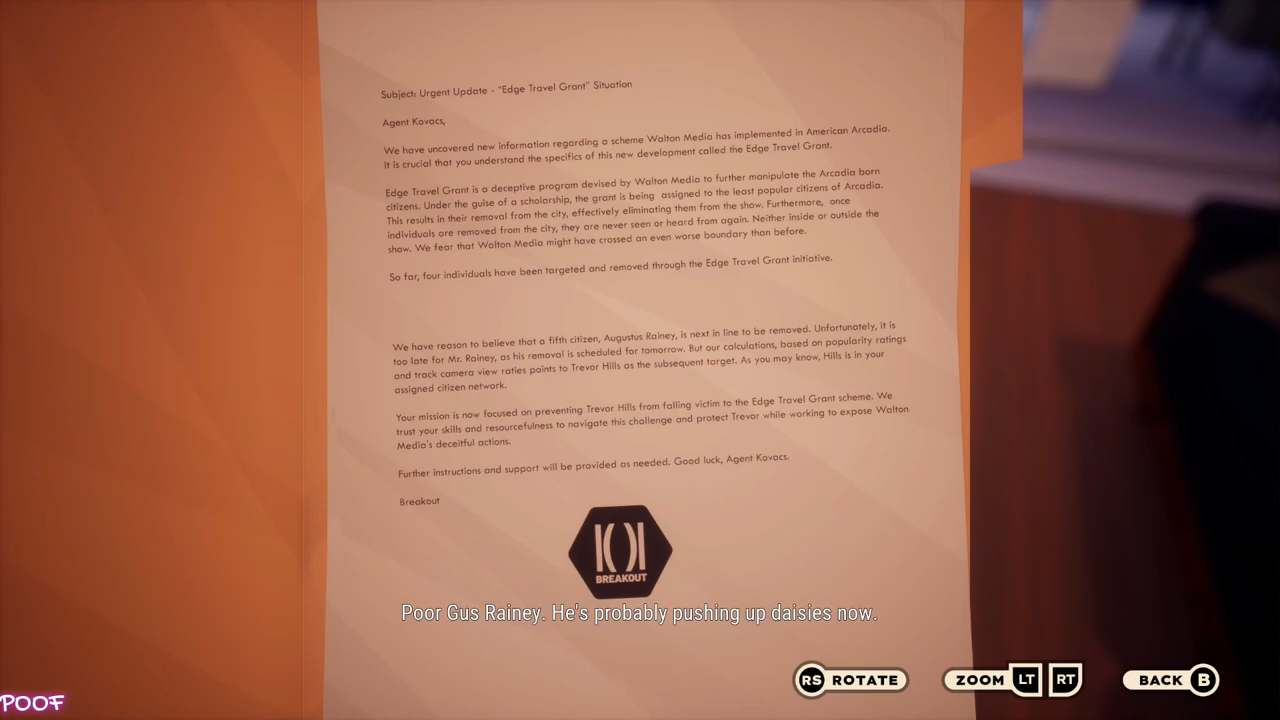 Subject: Urgent Update - "Edge Travel Grant" Situation
Agent Kovacs,
We have uncovered new information regarding a scheme Walton Media has implemented in American Arcadia.
It is crucial that you understand the specifics of this new development called the Edge Travel Grant.
Edge Travel Grant is a deceptive program devised by Walton Media to further manipulate the Arcadia born
citizens. Under the guise of a scholarship, the grant is being assigned to the least popular citizens of Arcadia.
This results in their removal from the city, effectively eliminating them from the show. Furthermore, once
individuals are removed from the city, they are never seen or heard from again. Neither inside or outside the
show. We fear that Walton Media might have crossed an even worse boundary than before.
So far, four individuals have been targeted and removed through the Edge Travel Grant initiative.
We have reason to believe that a fifth citizen, Augustus Rainey, is next in line to be removed. Unfortunately, it is
too late for Mr. Rainey, as his removal is scheduled for tomorrow. But our calculations, based on popularity ratings
and track camera view raties points to Trevor Hills as the subsequent target. As you may know, Hills is in your
assigned citizen network.
Your mission is now focused on preventing Trevor Hills from falling victim to the Edge Travel Grant scheme. We
trust your skills and resourcefulness to navigate this challenge and protect Trevor while working to expose Walton
Media's deceitful actions.
Further instructions and support will be provided as needed. Good luck, Agent Kovacs.
Breakout
BREAKOUT
Poor Gus Rainey. He's probably pushing up daisies now.
RS ROTATE ZOOM LT RT BACK B
POOF